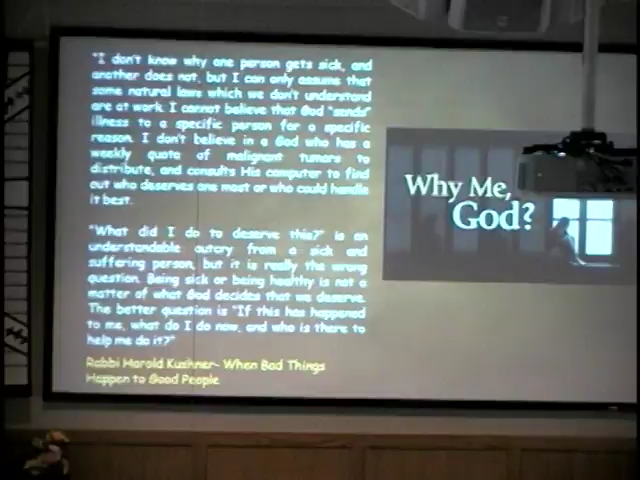 "I don't know why one person gets sick, and
another does not, but I can only assume that
some natural laws which we don't understand
are at work. I cannot believe that God "sends"
illness to a specific person for a specific
reason. I don't believe in a God who has a
weekly quota of malignant tumors to
distribute, and consults His computer to find
out who deserves one most or who could handle
it best.
"What did I do to deserve this?" is an
understandable outcry from a sick and
suffering person, but it is really the wrong
question. Being sick or being healthy is not a
matter of what God decides that we deserve.
The better question is "If this has happened
to me, what do I do now, and who is there to
help me do it?"
Rabbi Harold Kushner- When Bad Things
Happen to Good People
Why Me,
God?